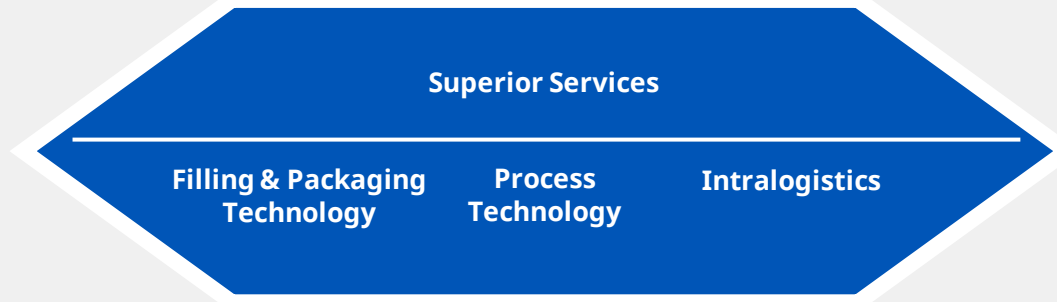 Superior Services
Filling & Packaging
Technology
Process
Technology
Intralogistics